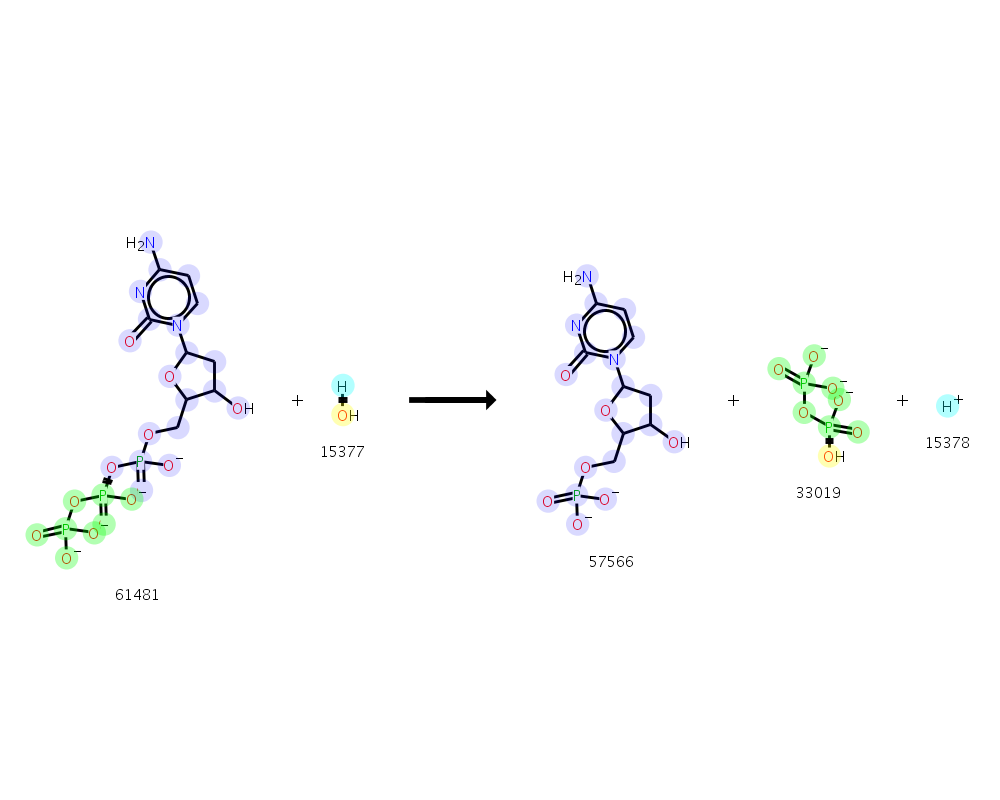 H2N
N
N
O
O
OH
O
O P O−
O P O−
O P O−
O−
61481
+
H
OH
15377
H2N
N
N
O
O
OH
O
O P O−
O−
57566
+
O−
O P O−
O O−
P O
OH
33019
+
H+
15378